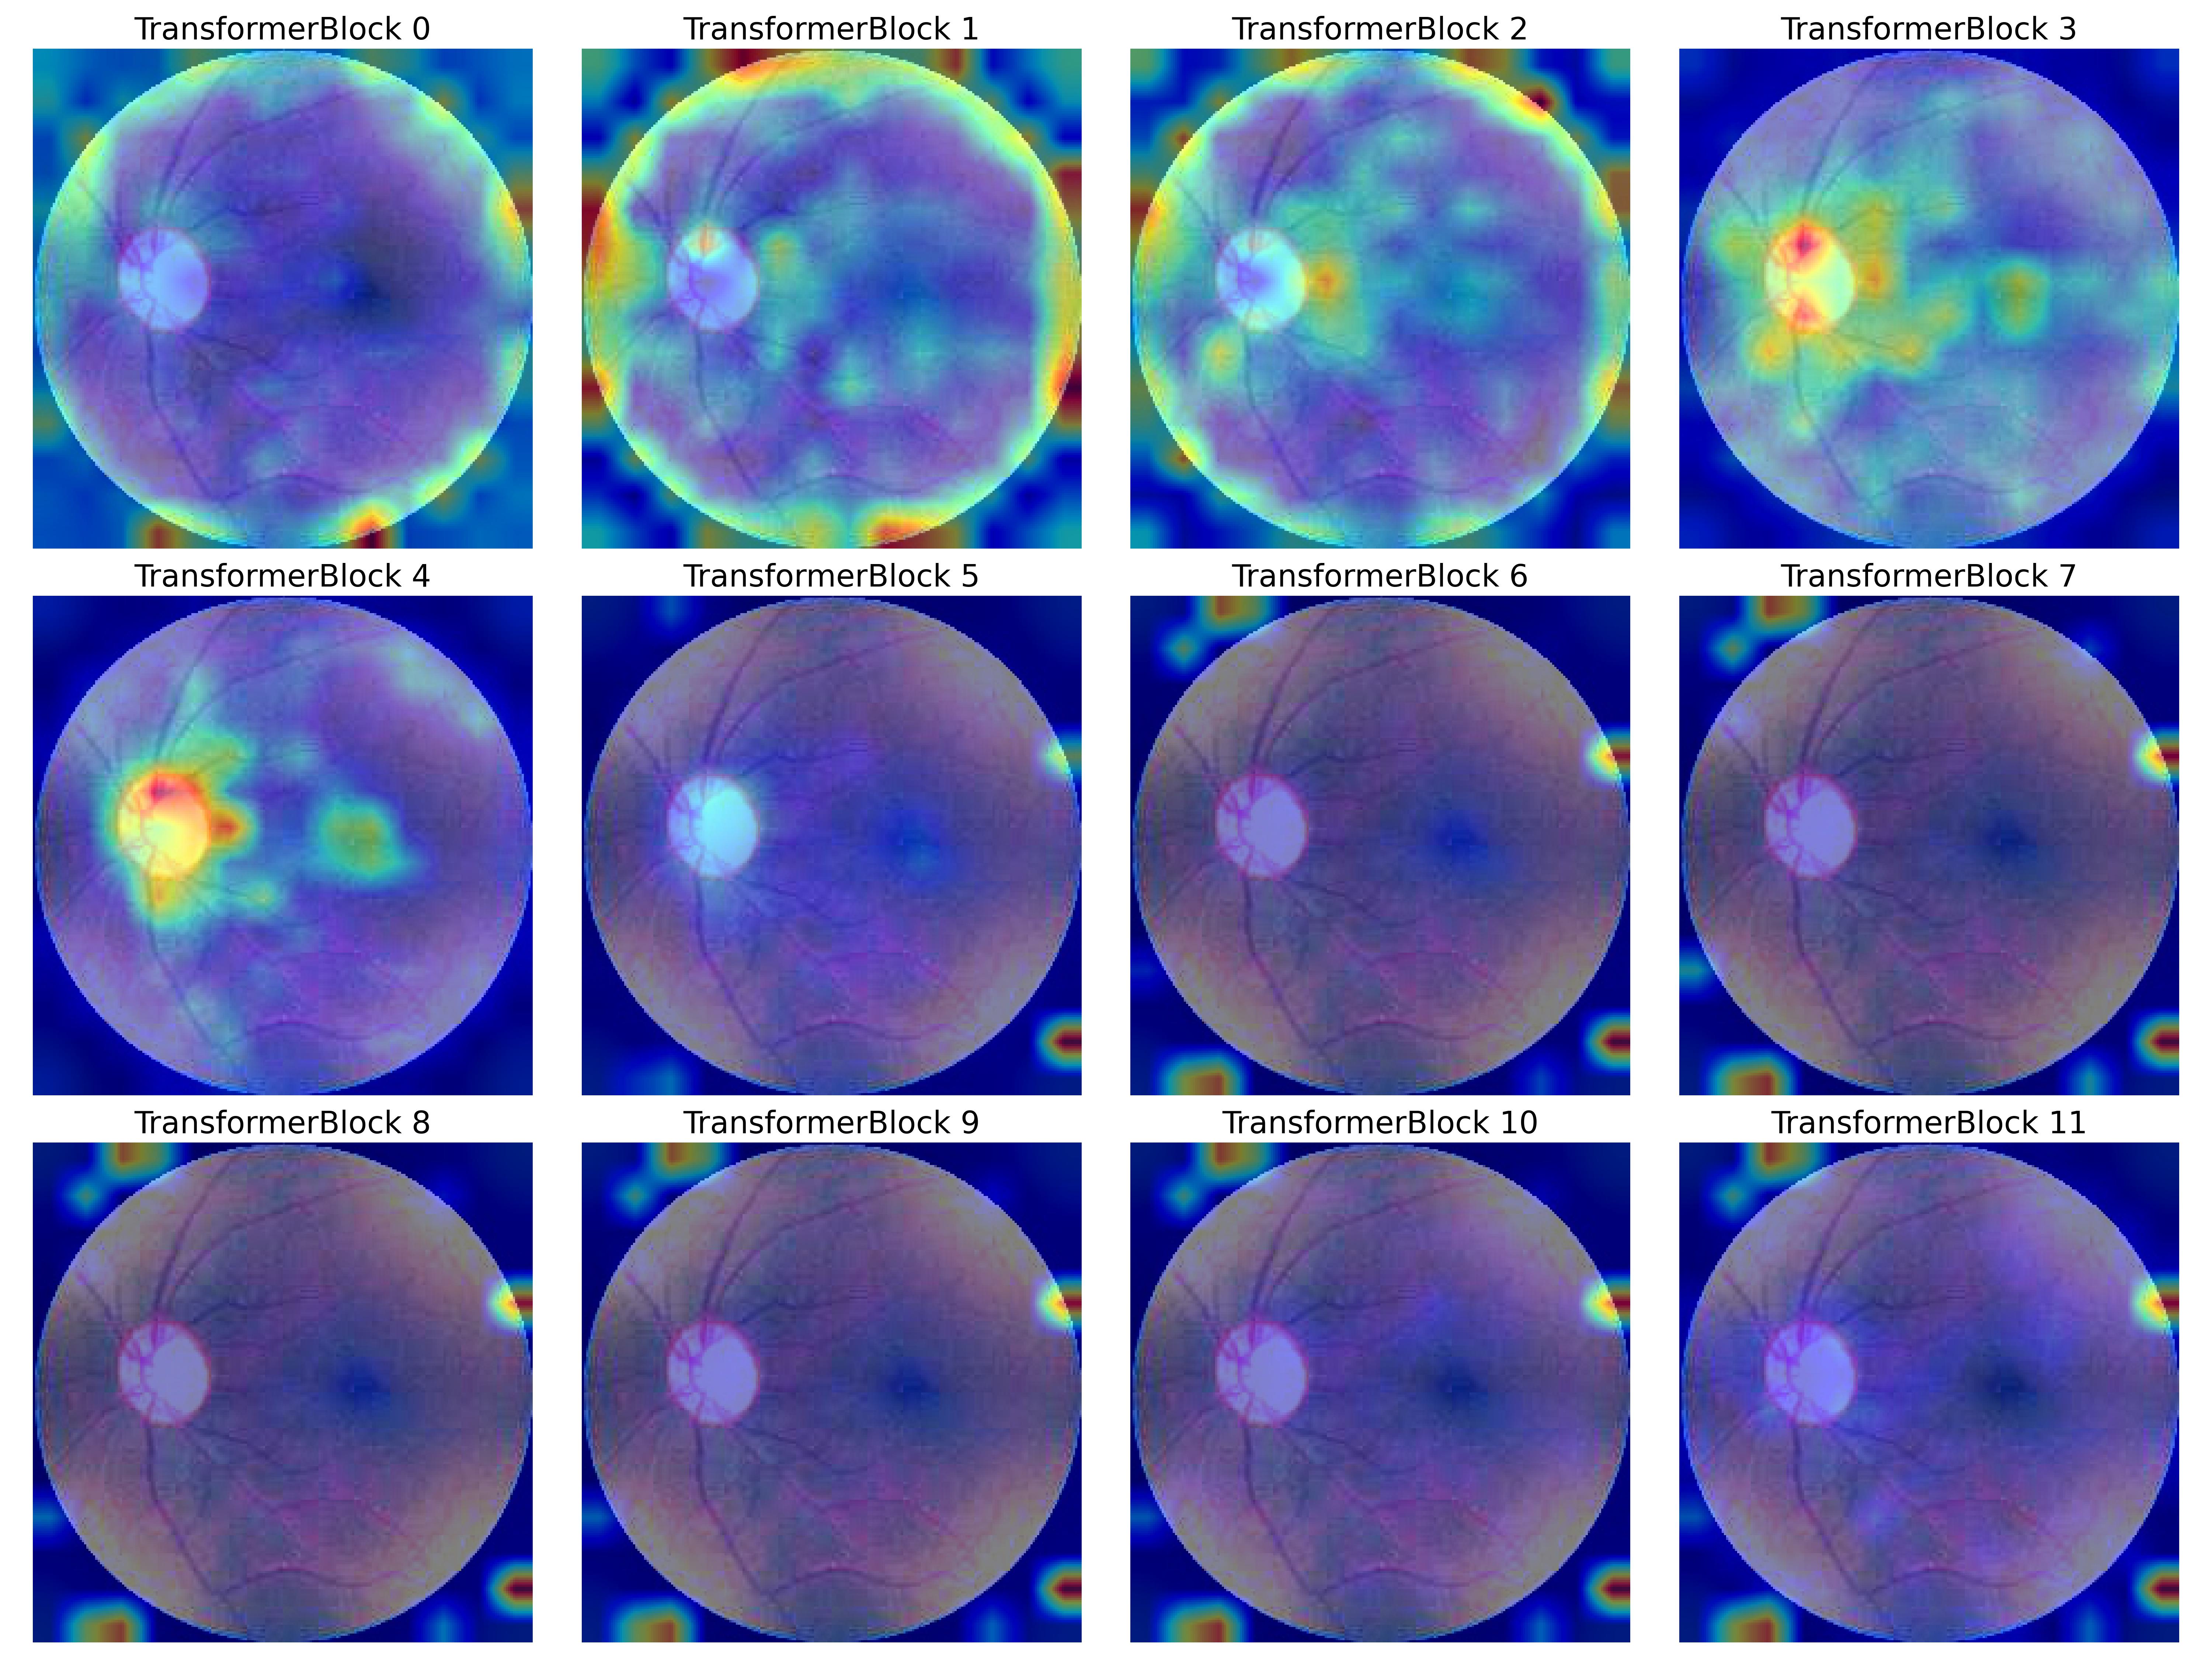 TransformerBlock 0
TransformerBlock 1
TransformerBlock 2
TransformerBlock 3
TransformerBlock 4
TransformerBlock 5
TransformerBlock 6
TransformerBlock 7
TransformerBlock 8
TransformerBlock 9
TransformerBlock 10
TransformerBlock 11